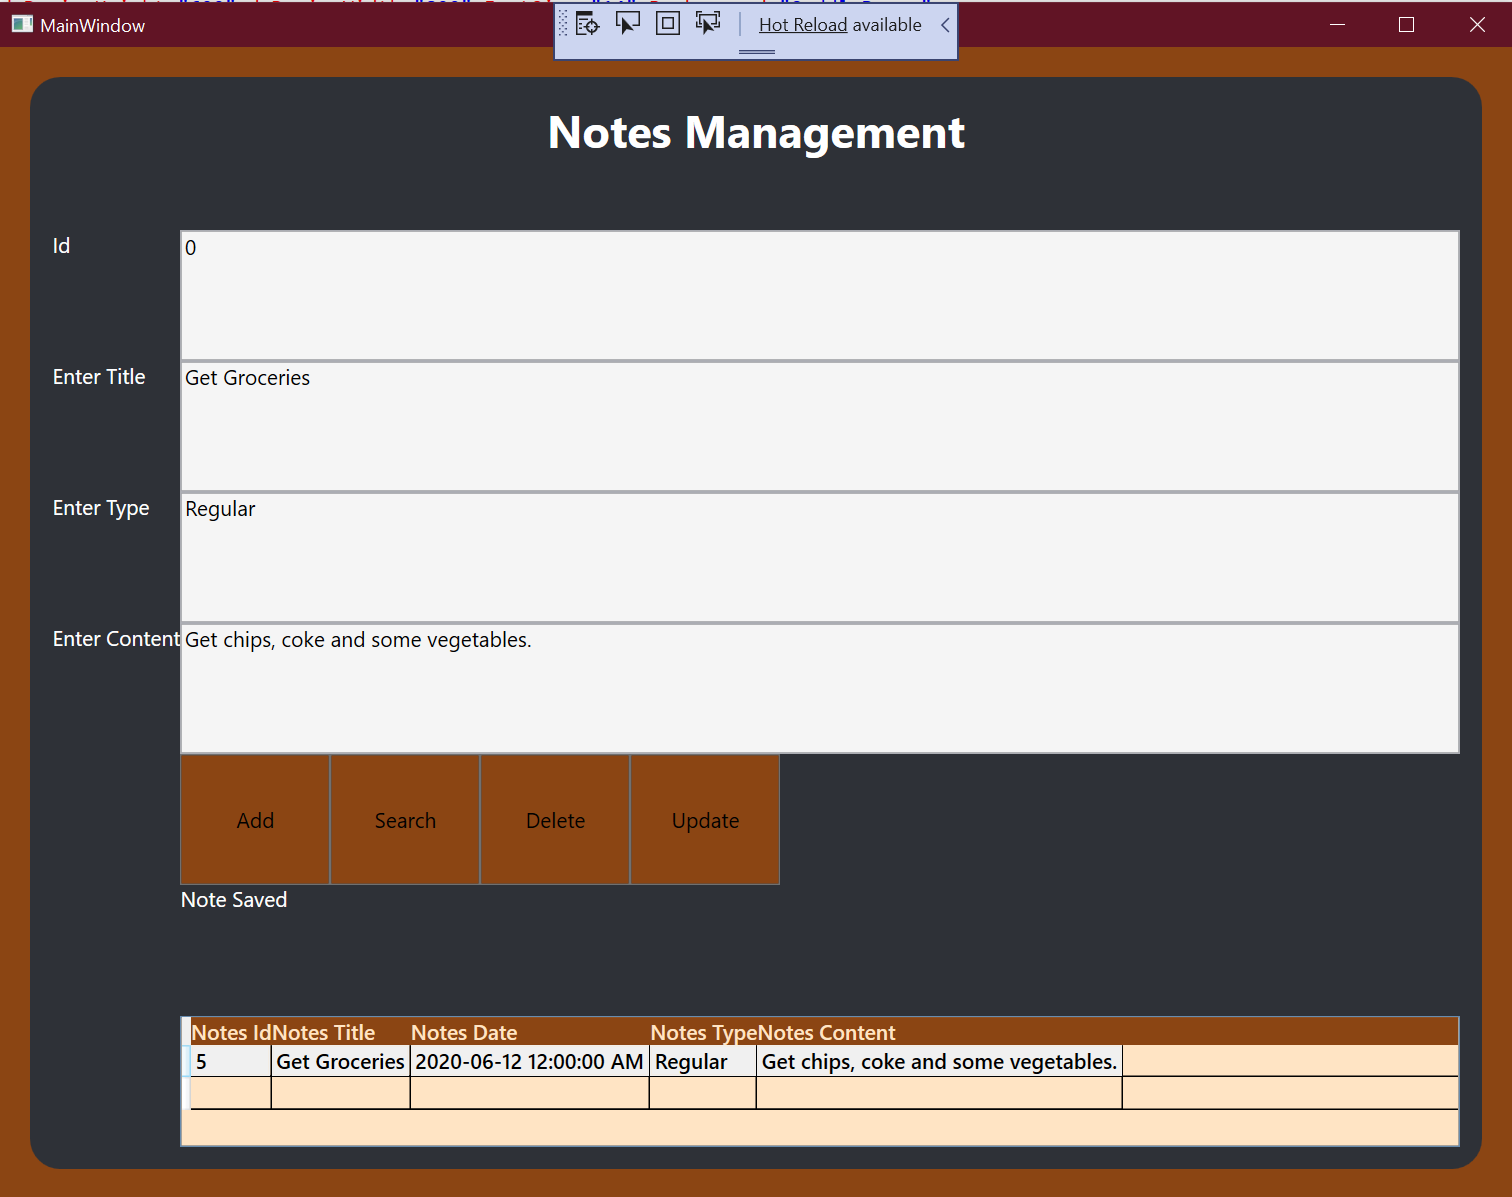 MainWindow
Hot Reload available
Notes Management
Id
0
Enter Title
Get Groceries
Enter Type
Regular
Enter Content
Get chips, coke and some vegetables.
Add Search Delete Update
Note Saved
Notes Id Notes Title Notes Date Notes Type Notes Content
5 Get Groceries 2020-06-12 12:00:00 AM Regular Get chips, coke and some vegetables.